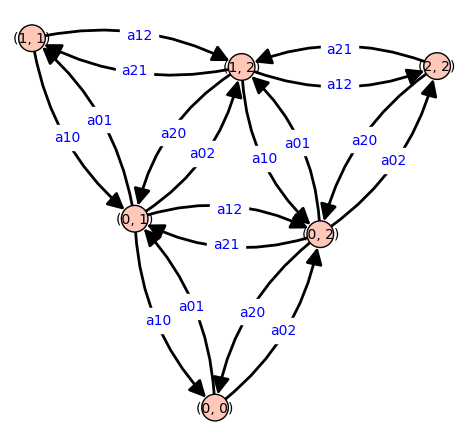 a12
(1, 1)
a21
(1, 2)
a21
(2, 2)
a12
a01
a10
a20
a02
a01
a10
a20
a02
(0, 1)
a12
a21
(0, 2)
a01
a10
a20
a02
(0, 0)